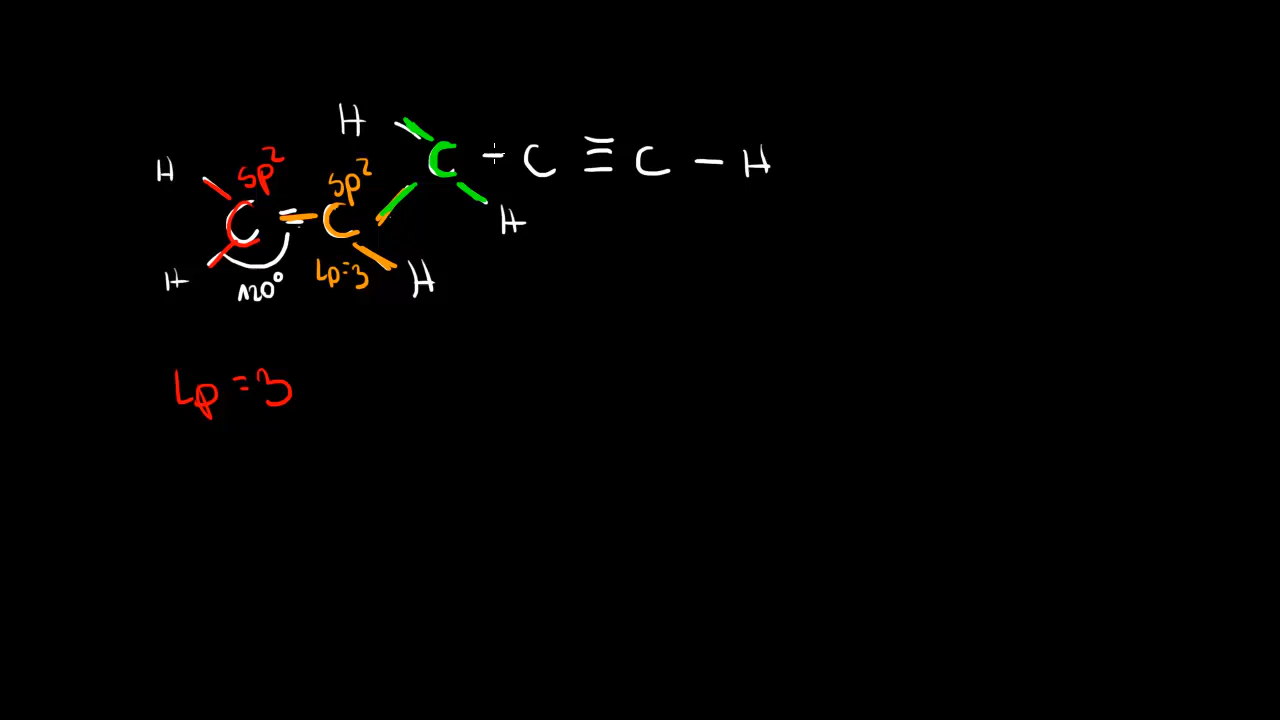 H
H sp² sp² C - C ≡ C - H
C = C H
H 120° Lp=3 H
Lp=3